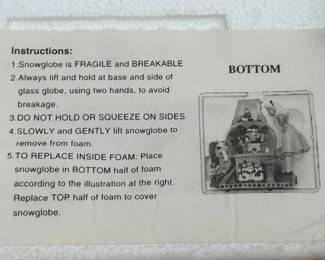 Instructions:
1.Snowglobe is FRAGILE and BREAKABLE
2.Always lift and hold at base and side of
glass globe, using two hands, to avoid
breakage.
3.DO NOT HOLD OR SQUEEZE ON SIDES
4.SLOWLY and GENTLY lift snowglobe to
remove from foam.
5.TO REPLACE INSIDE FOAM: Place
snowglobe in BOTTOM half of foam
according to the illustration at the right.
Replace TOP half of foam to cover
snowglobe.
BOTTOM